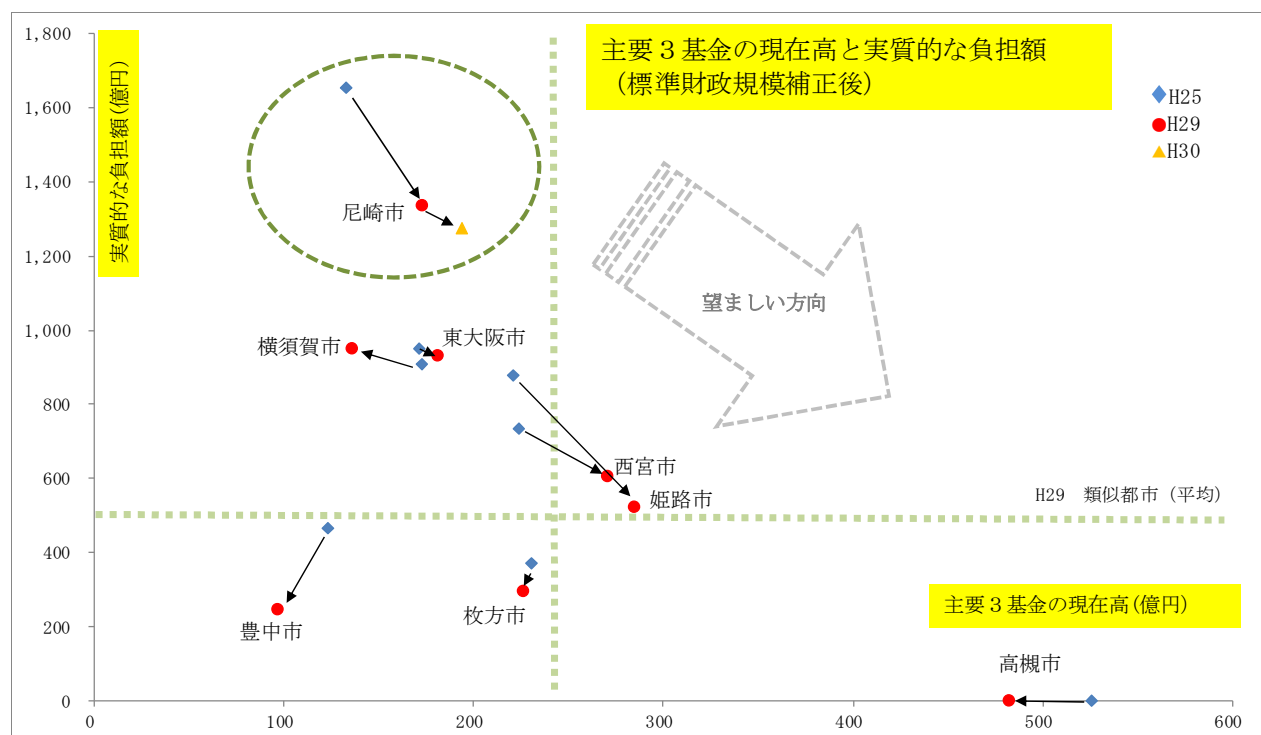 主要３基金の現在高と実質的な負担額
（標準財政規模補正後）
実質的な負担額(億円)
1,800
1,600
1,400
1,200
1,000
800
600
400
200
0
H25
H29
H30
尼崎市
望ましい方向
横須賀市
東大阪市
西宮市
姫路市
H29　類似都市（平均）
豊中市
枚方市
主要３基金の現在高(億円)
高槻市
0
100
200
300
400
500
600